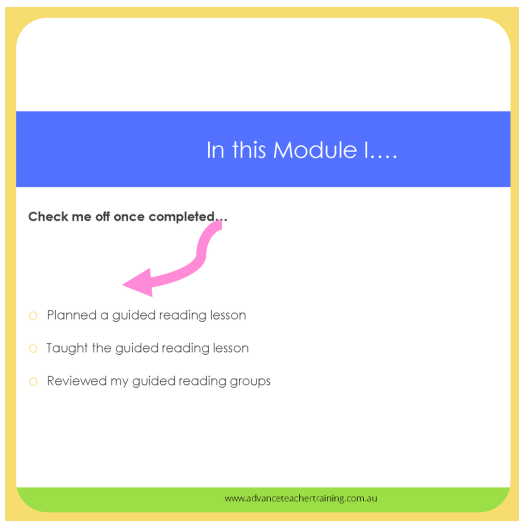 In this Module I....
Check me off once completed...
Planned a guided reading lesson
Taught the guided reading lesson
Reviewed my guided reading groups
www.advanceteachertraining.com.au